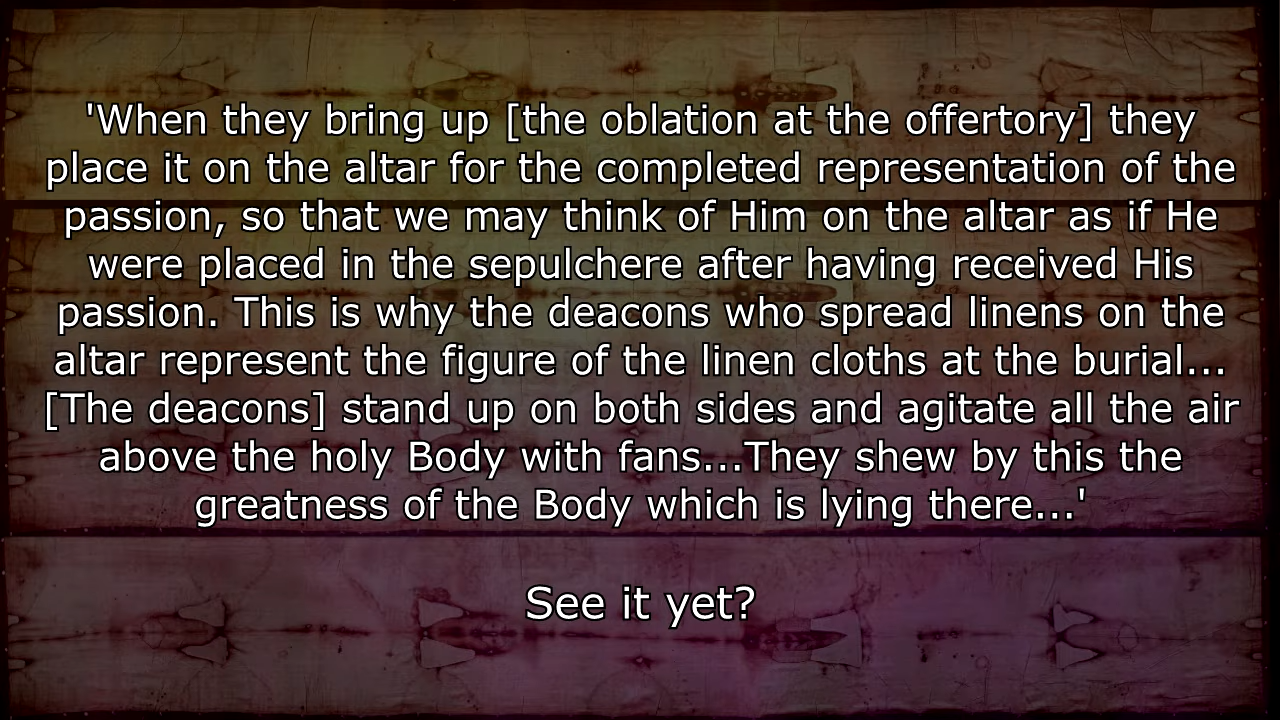 'When they bring up [the oblation at the offertory] they
place it on the altar for the completed representation of the
passion, so that we may think of Him on the altar as if He
were placed in the sepulchere after having received His
passion. This is why the deacons who spread linens on the
altar represent the figure of the linen cloths at the burial...
[The deacons] stand up on both sides and agitate all the air
above the holy Body with fans...They shew by this the
greatness of the Body which is lying there...'
See it yet?